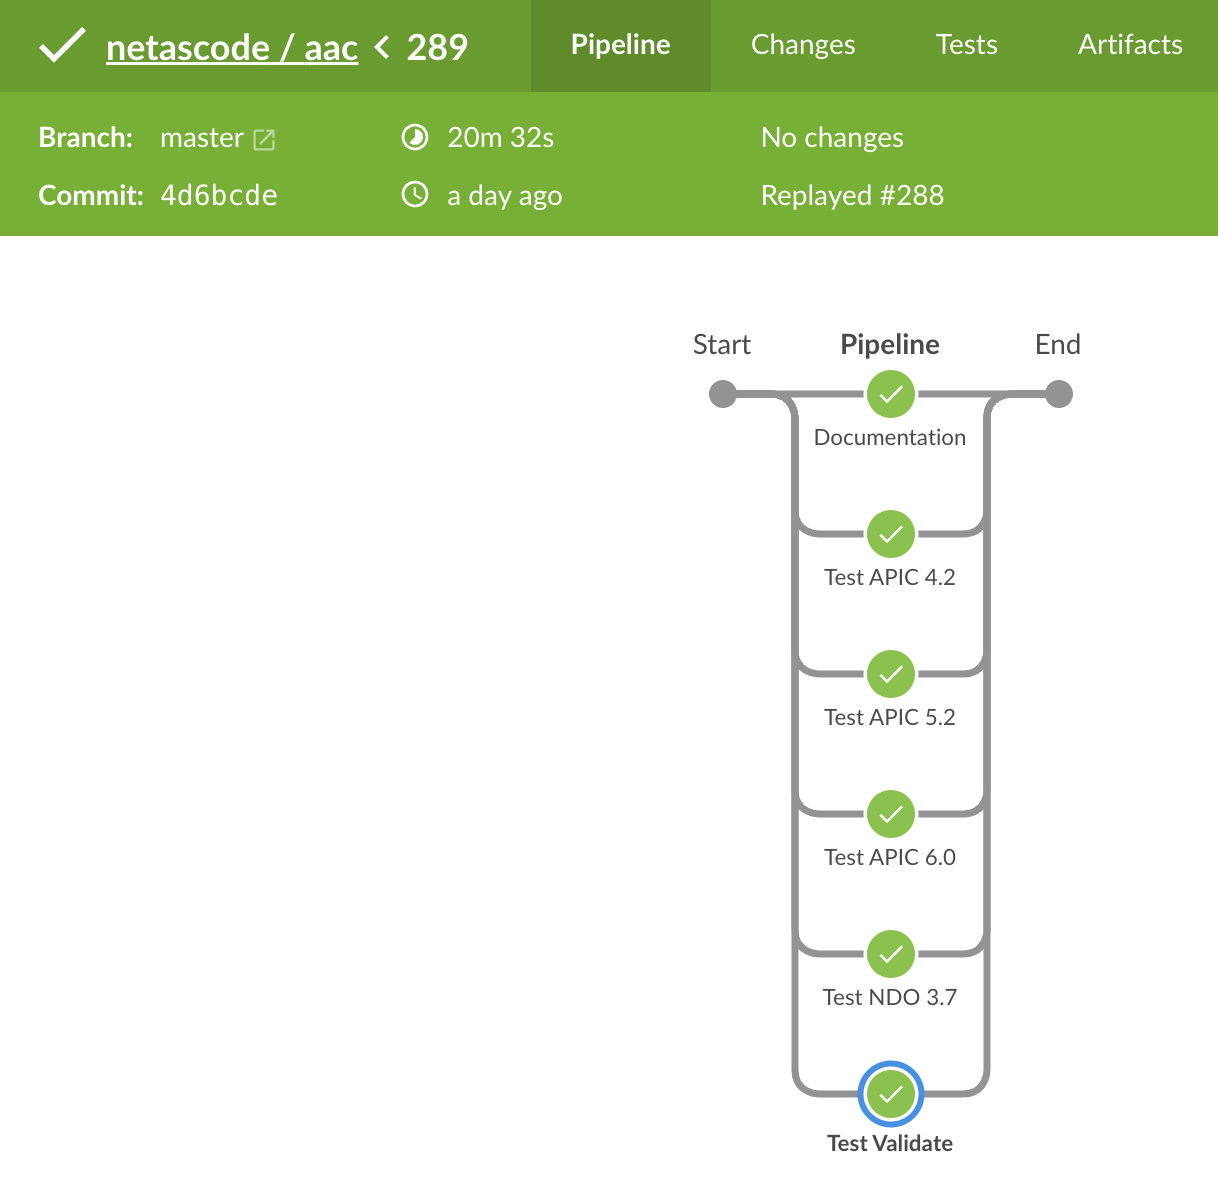 netascode / aac < 289
Pipeline
Changes
Tests
Artifacts
Branch: master
20m 32s
No changes
Commit: 4d6bcde
a day ago
Replayed #288
Start
Pipeline
End
Documentation
Test APIC 4.2
Test APIC 5.2
Test APIC 6.0
Test NDO 3.7
Test Validate